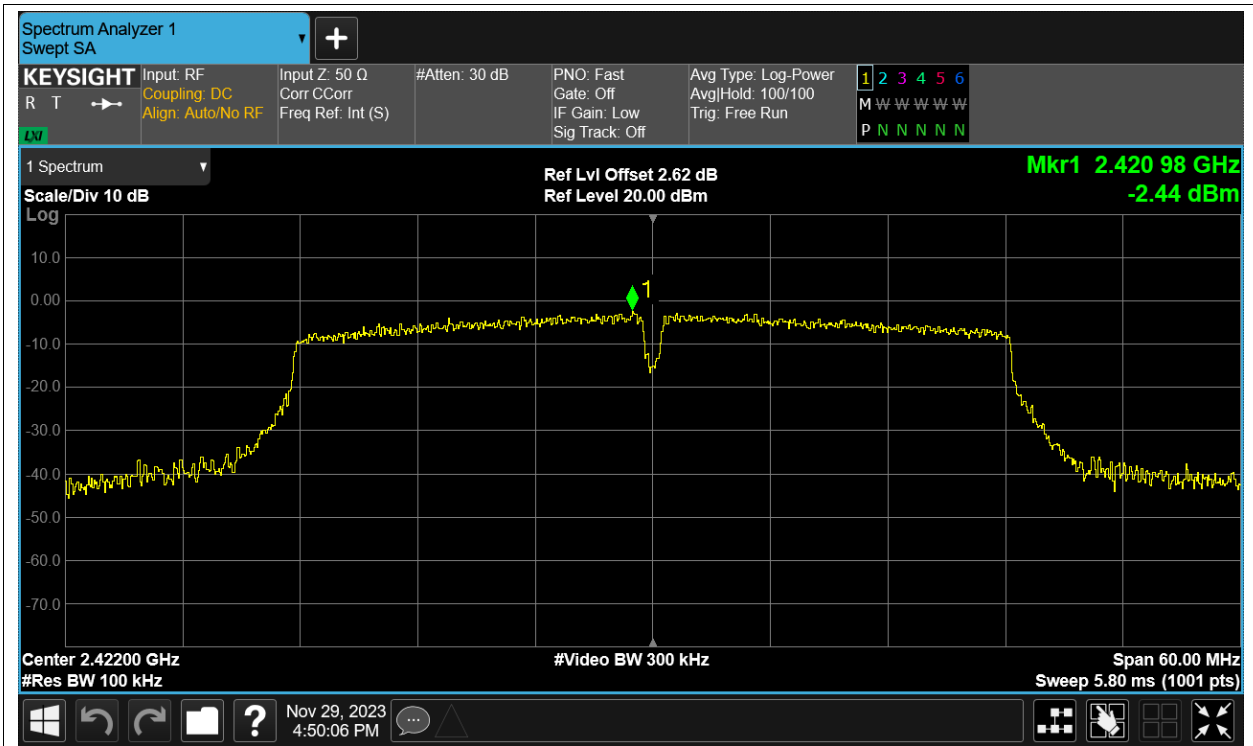 Spectrum Analyzer 1
Swept SA
KEYSIGHT
R T
LXI
Input: RF
Coupling: DC
Align: Auto/No RF
Input Z: 50 Ω
Corr CCorr
Freq Ref: Int (S)
#Atten: 30 dB
PNO: Fast
Gate: Off
IF Gain: Low
Sig Track: Off
Avg Type: Log-Power
Avg|Hold: 100/100
Trig: Free Run
1 2 3 4 5 6
M W W W W W
P N N N N N
1 Spectrum
Scale/Div 10 dB
Log
Ref Lvl Offset 2.62 dB
Ref Level 20.00 dBm
Mkr1 2.420 98 GHz
-2.44 dBm
10.0
0.00
-10.0
-20.0
-30.0
-40.0
-50.0
-60.0
-70.0
1
Center 2.42200 GHz
#Res BW 100 kHz
#Video BW 300 kHz
Span 60.00 MHz
Sweep 5.80 ms (1001 pts)
?
Nov 29, 2023
4:50:06 PM